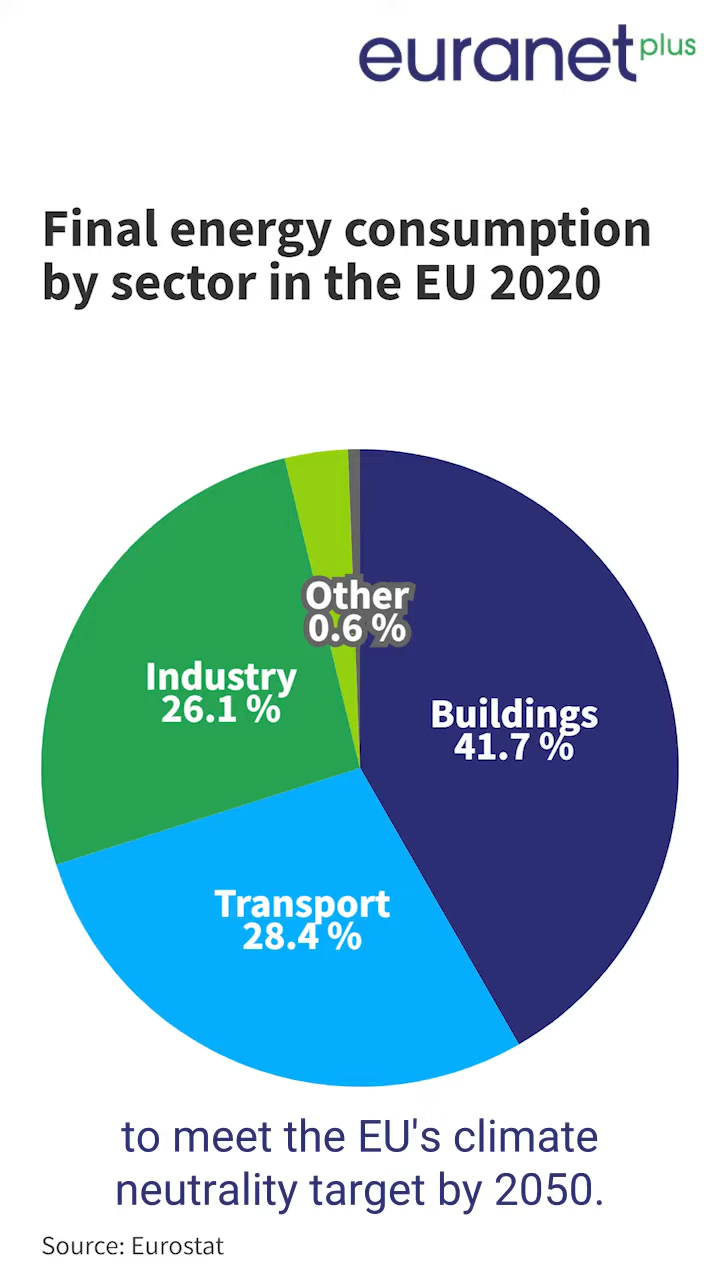 euranet plus
Final energy consumption
by sector in the EU 2020
Other
0.6 %
Industry
26.1 %
Buildings
41.7 %
Transport
28.4 %
to meet the EU's climate
neutrality target by 2050.
Source: Eurostat